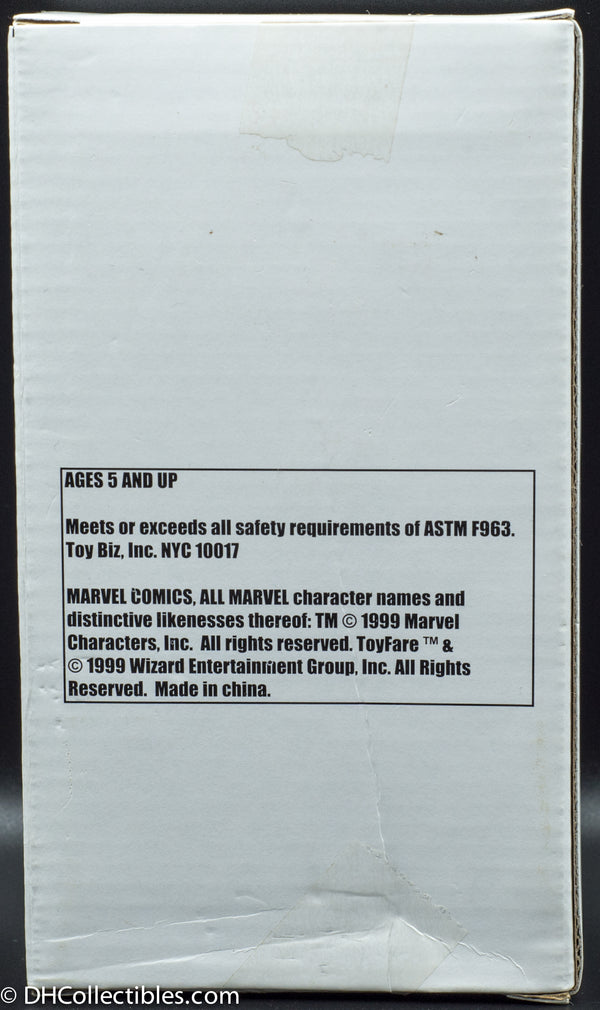 AGES 5 AND UP
Meets or exceeds all safety requirements of ASTM F963.
Toy Biz, Inc. NYC 10017
MARVEL COMICS, ALL MARVEL character names and
distinctive likenesses thereof: TM © 1999 Marvel
Characters, Inc. All rights reserved. ToyFare ™ &
© 1999 Wizard Entertainment Group, Inc. All Rights
Reserved. Made in china.
© DHCollectibles.com